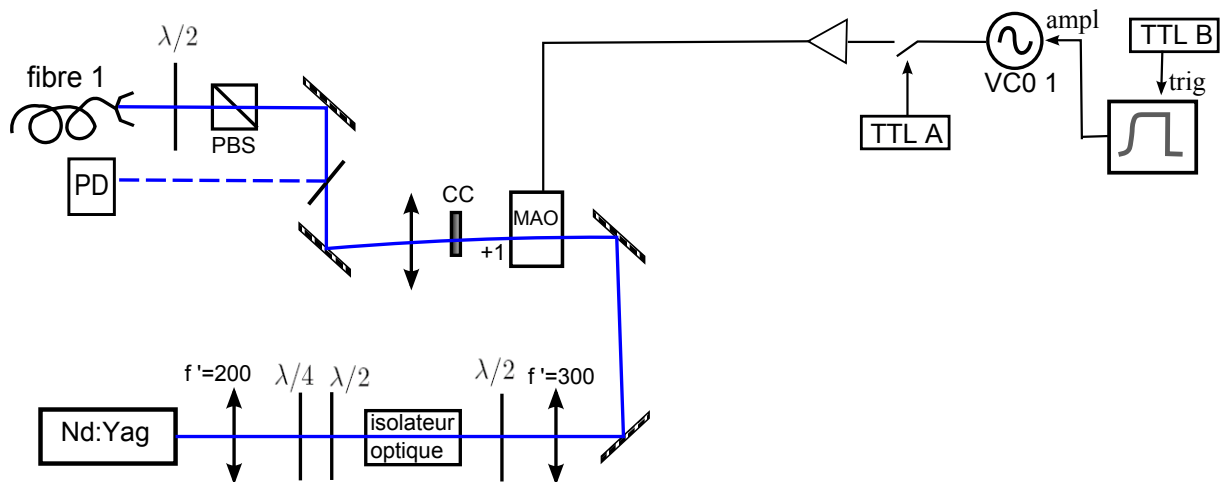 λ/2
fibre 1
PBS
PD
CC
+1
MAO
TTL A
VC0 1
ampl
TTL B
trig
f '=200
λ/4
λ/2
isolateur
optique
λ/2
f '=300
Nd:Yag